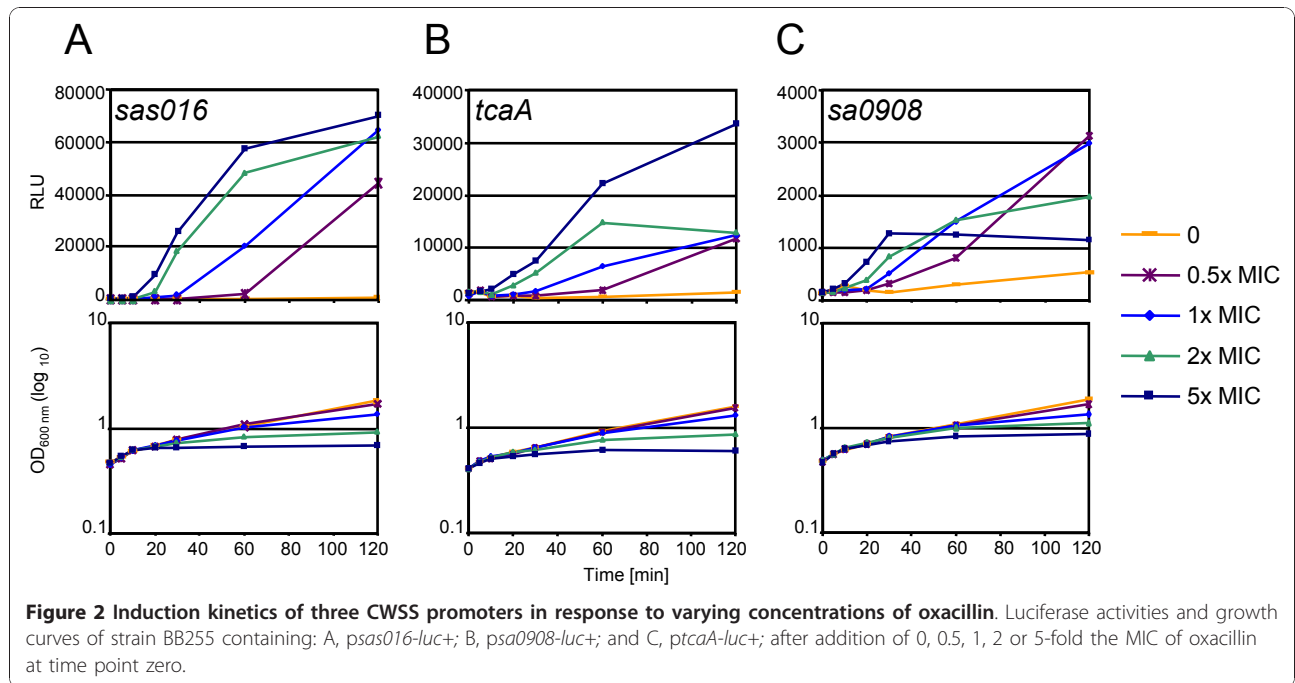 A
B
C
80000
60000
40000
20000
0
RLU
sas016
40000
30000
20000
10000
0
tcaA
4000
3000
2000
1000
0
sa0908
10
1
0.1
OD600 nm (log 10)
10
1
0.1
10
1
0.1
0 20 40 60 80 100 120
0 20 40 60 80 100 120
0 20 40 60 80 100 120
Time [min]
0
0.5x MIC
1x MIC
2x MIC
5x MIC
Figure 2 Induction kinetics of three CWSS promoters in response to varying concentrations of oxacillin. Luciferase activities and growth
curves of strain BB255 containing: A, psas016-luc+; B, psa0908-luc+; and C, ptcaA-luc+; after addition of 0, 0.5, 1, 2 or 5-fold the MIC of oxacillin
at time point zero.